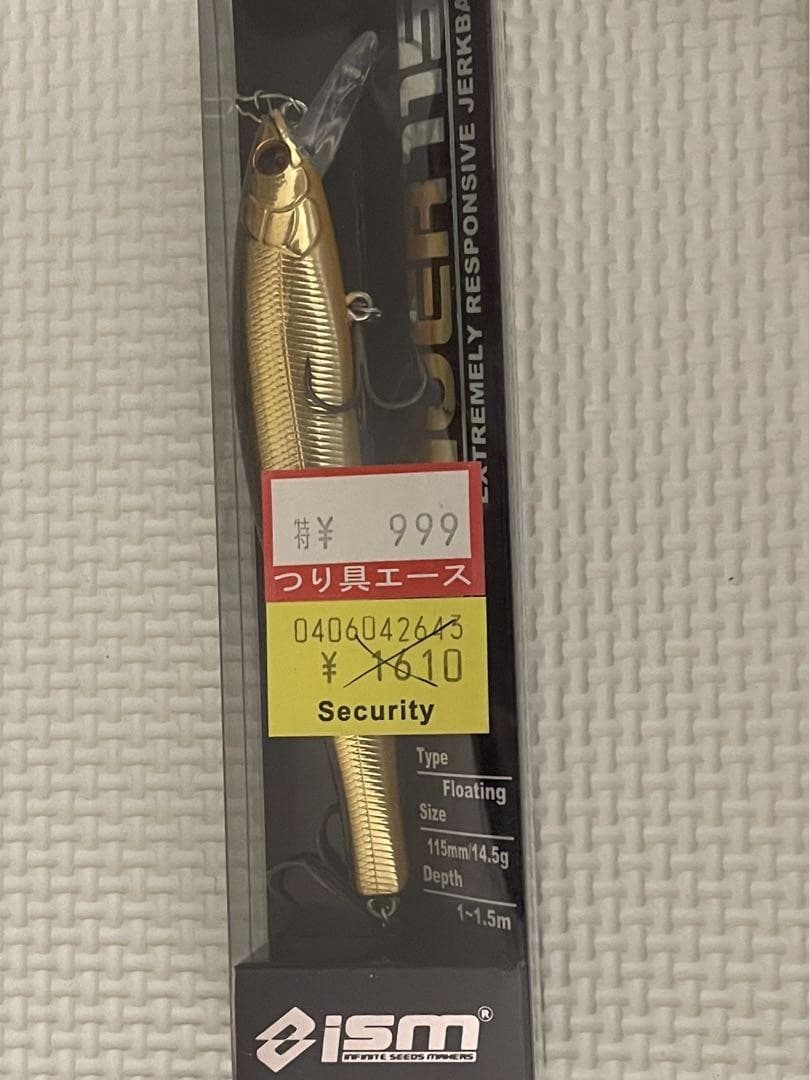 EXTREMELY RESPONSIVE JERKBA
特付¥ 999
つり具エース
0406042643
¥ 1610
Security
Type
Floating
Size
115mm/14.5g
Depth
1~1.5m
ism®
INFINITE SEEDS MAKERS